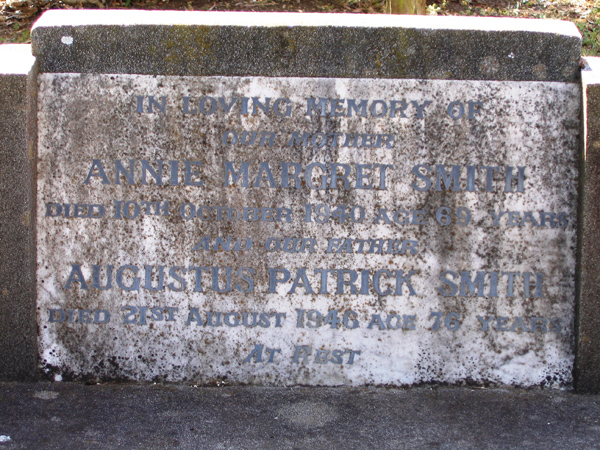 IN LOVING MEMORY OF
OUR MOTHER
ANNIE MARGRET SMITH
DIED 10TH OCTOBER 1940 AGE 69 YEARS
AND OUR FATHER
AUGUSTUS PATRICK SMITH
DIED 21ST AUGUST 1946 AGE 76 YEARS
AT REST